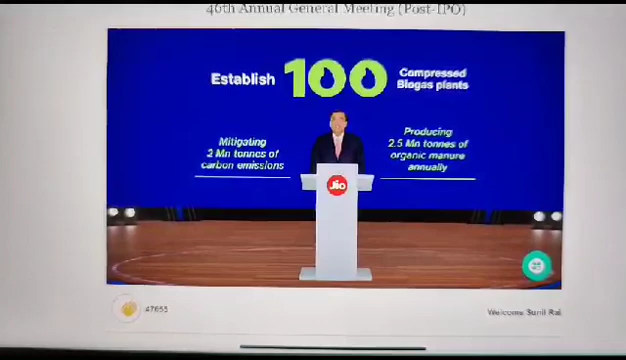 46th Annual General Meeting (Post-IPO)
Establish 100 Compressed
Biogas plants
Mitigating
2 Mn tonnes of
carbon emissions
Producing
2.5 Mn tonnes of
organic manure
annually
Jio
47655
Welcome Sunil Rai